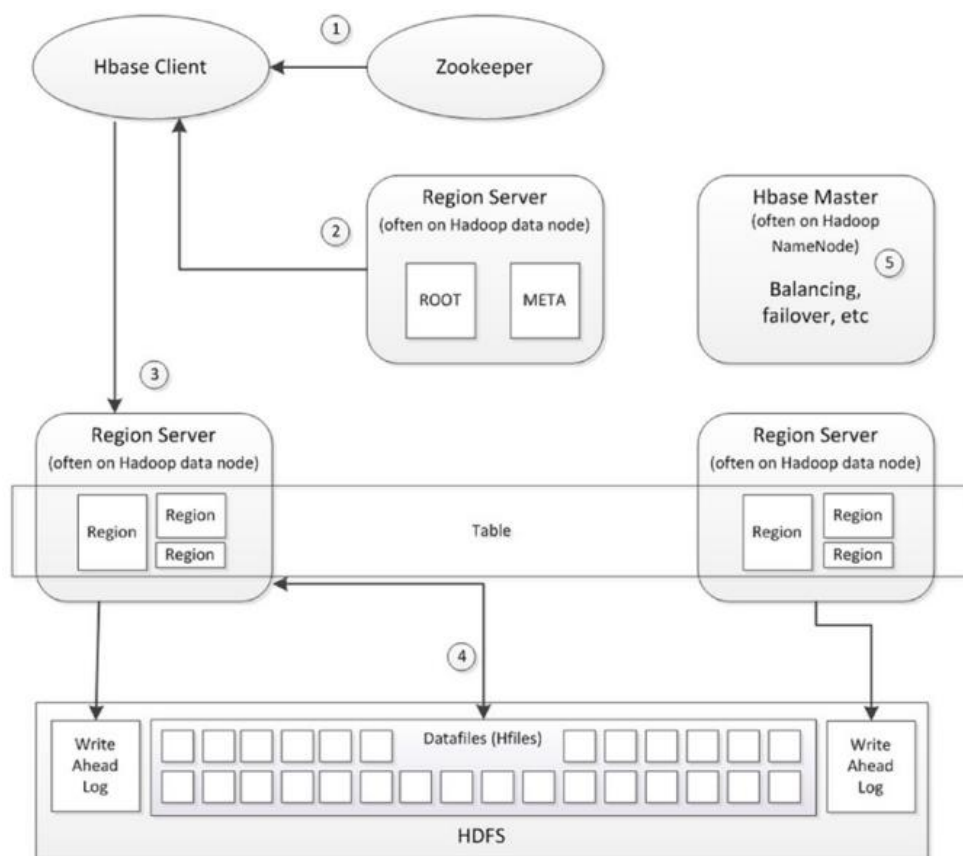 1
Hbase Client
Zookeeper
2
Region Server
(often on Hadoop data node)
ROOT
META
Hbase Master
(often on Hadoop
NameNode)
5
Balancing,
failover, etc
3
Region Server
(often on Hadoop data node)
Region
Region
Region
Table
Region Server
(often on Hadoop data node)
Region
Region
Region
4
Write
Ahead
Log
Datafiles (Hfiles)
Write
Ahead
Log
HDFS